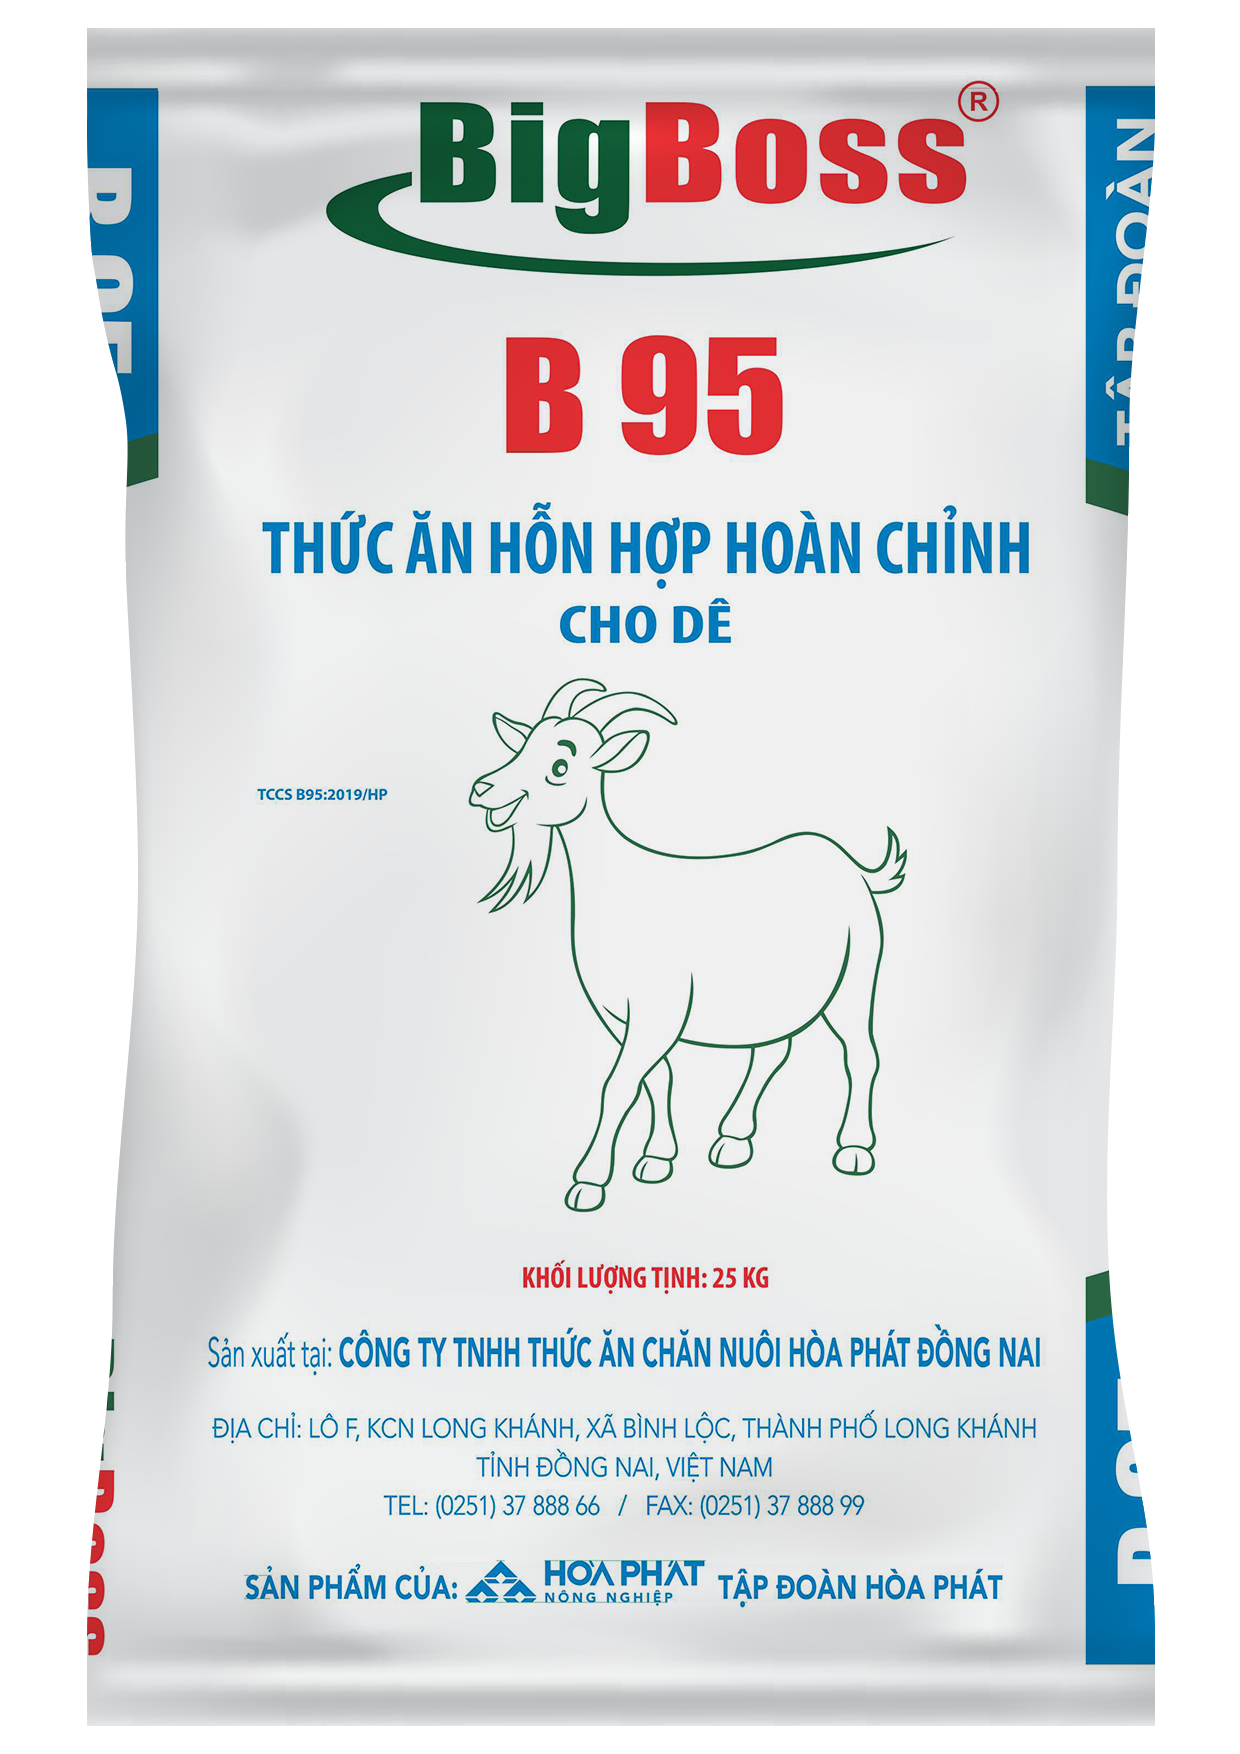 BigBoss®
B 95
THỨC ĂN HỖN HỢP HOÀN CHỈNH
CHO DÊ
TCCS B95:2019/HP
KHỐI LƯỢNG TỊNH: 25 KG
Sản xuất tại: CÔNG TY TNHH THỨC ĂN CHĂN NUÔI HÒA PHÁT ĐỒNG NAI
ĐỊA CHỈ: LÔ F, KCN LONG KHÁNH, XÃ BÌNH LỘC, THÀNH PHỐ LONG KHÁNH
TỈNH ĐỒNG NAI, VIỆT NAM
TEL: (0251) 37 888 66 / FAX: (0251) 37 888 99
SẢN PHẨM CỦA: HÒA PHÁT NÔNG NGHIỆP TẬP ĐOÀN HÒA PHÁT
TẬP ĐOÀN